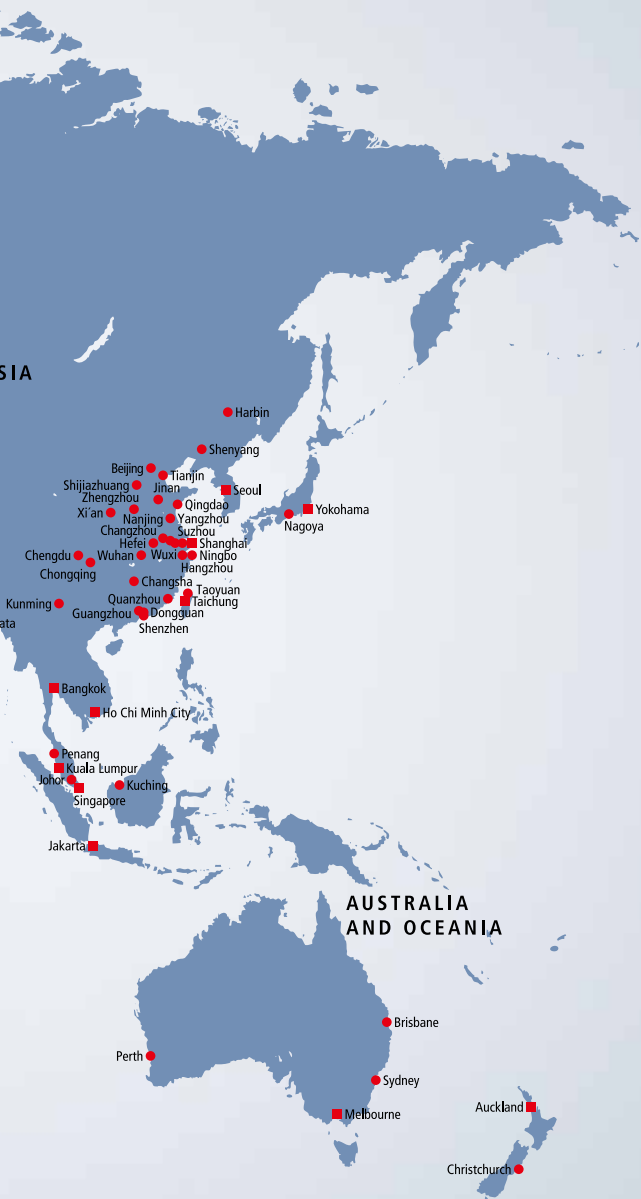 SIA
Harbin
Shenyang
Beijing
Tianjin
Shijiazhuang
Jinan
Seoul
Zhengzhou
Qingdao
Yokohama
Xi´an
Nanjing
Yangzhou
Nagoya
Changzhou
Suzhou
Hefei
Shanghai
Chengdu
Wuhan
Wuxi
Ningbo
Hangzhou
Chongqing
Changsha
Taoyuan
Quanzhou
Taichung
Kunming
Guangzhou
Dongguan
ata
Shenzhen
Bangkok
Ho Chi Minh City
Penang
Kuala Lumpur
Johor
Kuching
Singapore
Jakarta
AUSTRALIA
AND OCEANIA
Brisbane
Perth
Sydney
Auckland
Melbourne
Christchurch